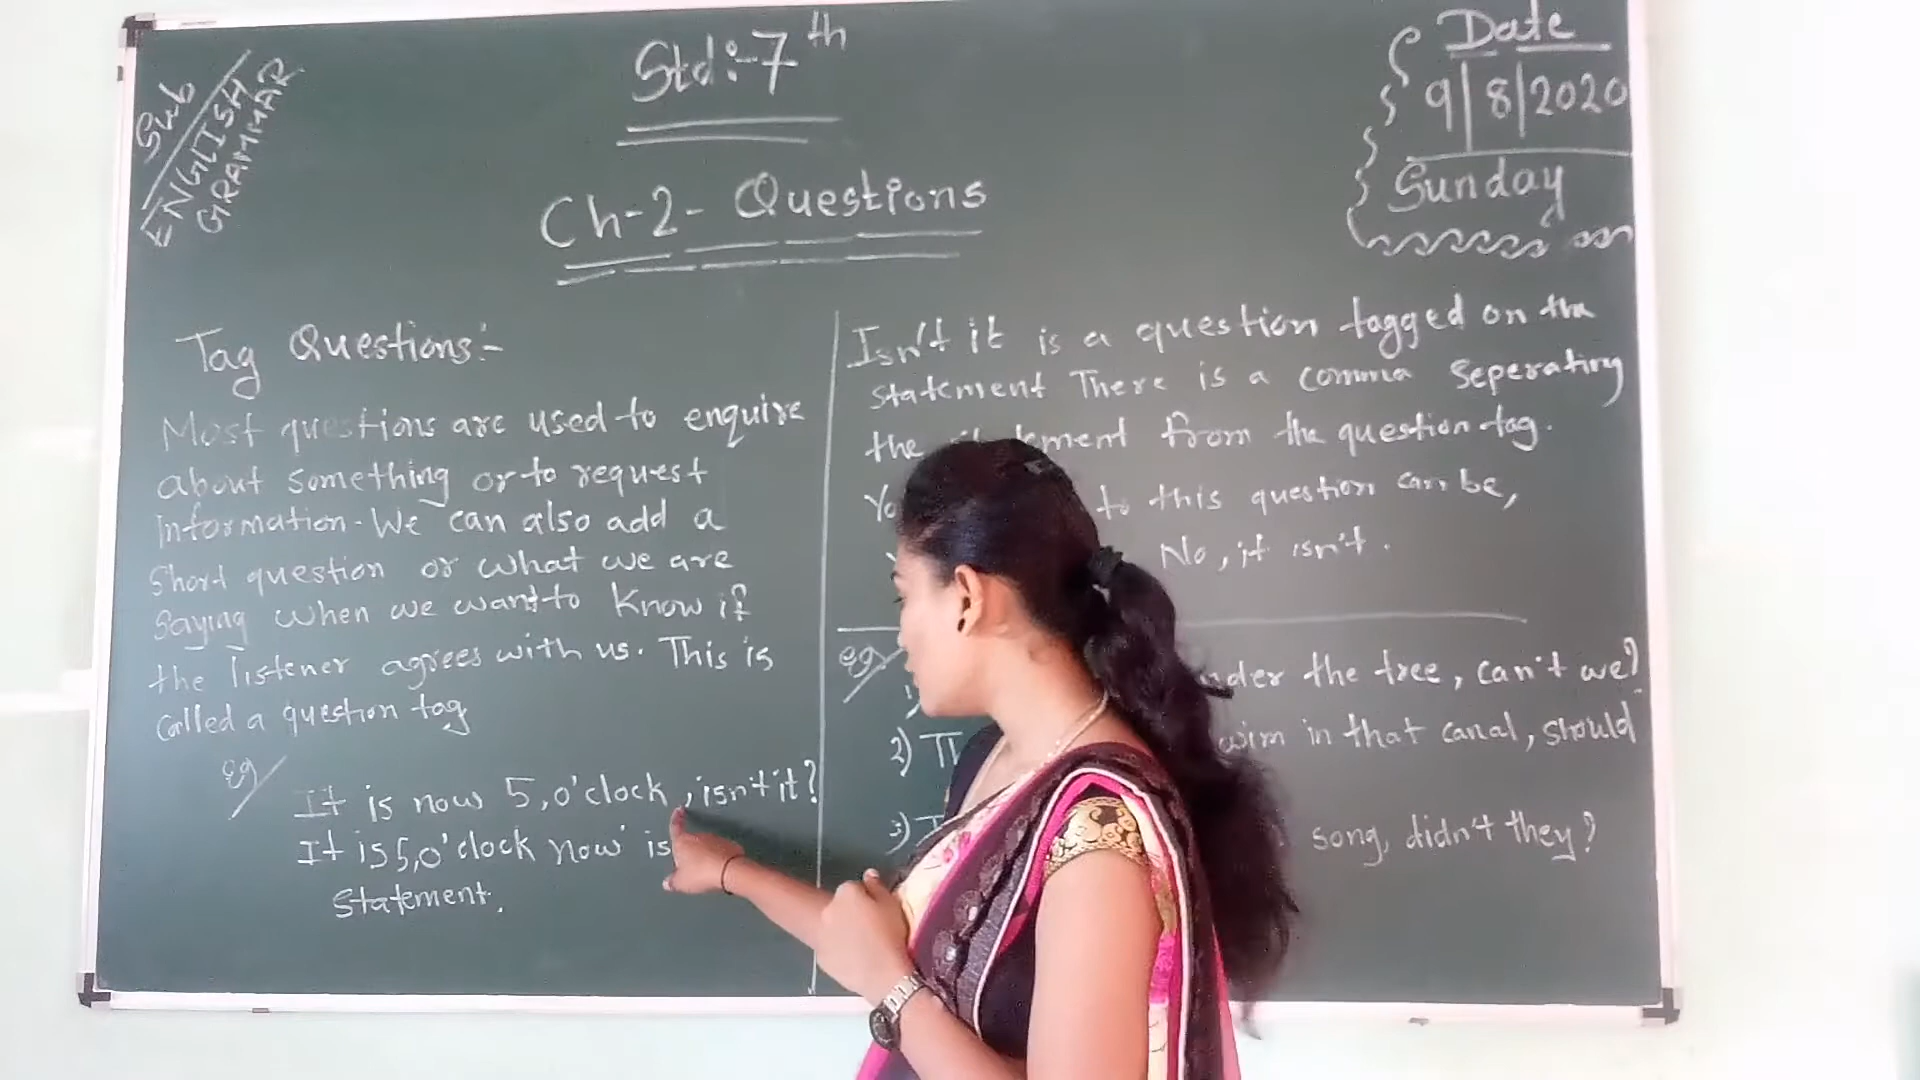 Sub
ENGLISH
GRAMMAR
Std:-7th
Ch-2- Questions
Date
9|8|2020
Sunday
Tag Questions:-
Most questions are used to enquire
about something or to request
Information. We can also add a
Short question or what we are
Saying when we want to know if
the listener agrees with us. This is
Called a question tag
eg
It is now 5,o'clock, isn't it?
It is 5,o'clock now is
Statement.
Isn't it is a question tagged on the
statement There is a comma seperating
the from the question tag.
to this question can be,
No, it isn't.
eg
1) the tree, can't we?
2) in that canal, should
3) song, didn't they?